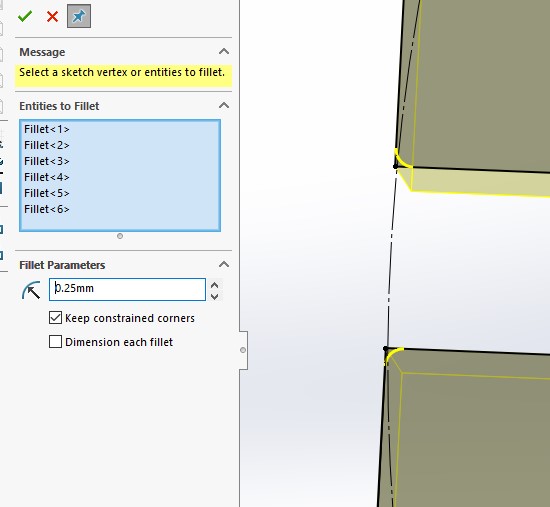 Message
Select a sketch vertex or entities to fillet.
Entities to Fillet
Fillet<1>
Fillet<2>
Fillet<3>
Fillet<4>
Fillet<5>
Fillet<6>
Fillet Parameters
0.25mm
Keep constrained corners
Dimension each fillet